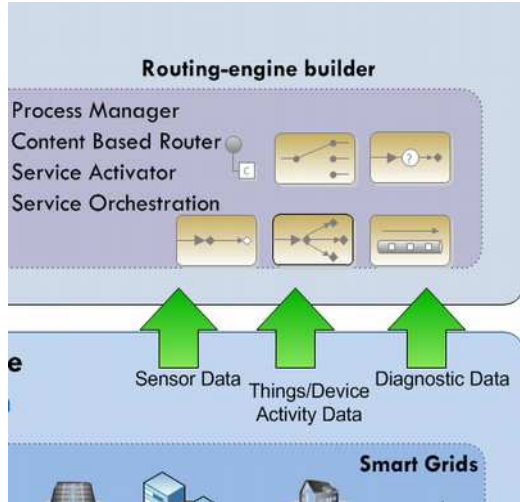 Routing-engine builder
Process Manager
Content Based Router
C
Service Activator
?
Service Orchestration
Sensor Data
Things/Device
Activity Data
Diagnostic Data
e
Smart Grids